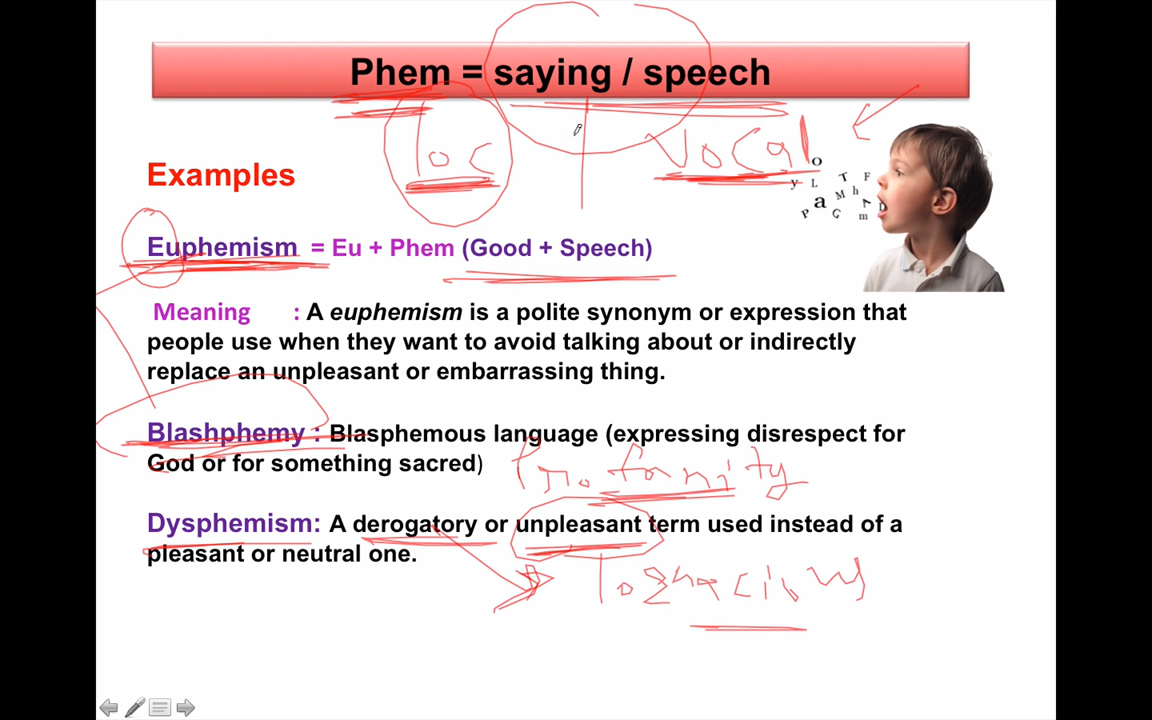 Phem = saying / speech
loc
Vocal
Examples
Euphemism = Eu + Phem (Good + Speech)
Meaning : A euphemism is a polite synonym or expression that
people use when they want to avoid talking about or indirectly
replace an unpleasant or embarrassing thing.
Blashphemy : Blasphemous language (expressing disrespect for
God or for something sacred)
Profanity
Dysphemism: A derogatory or unpleasant term used instead of a
pleasant or neutral one.